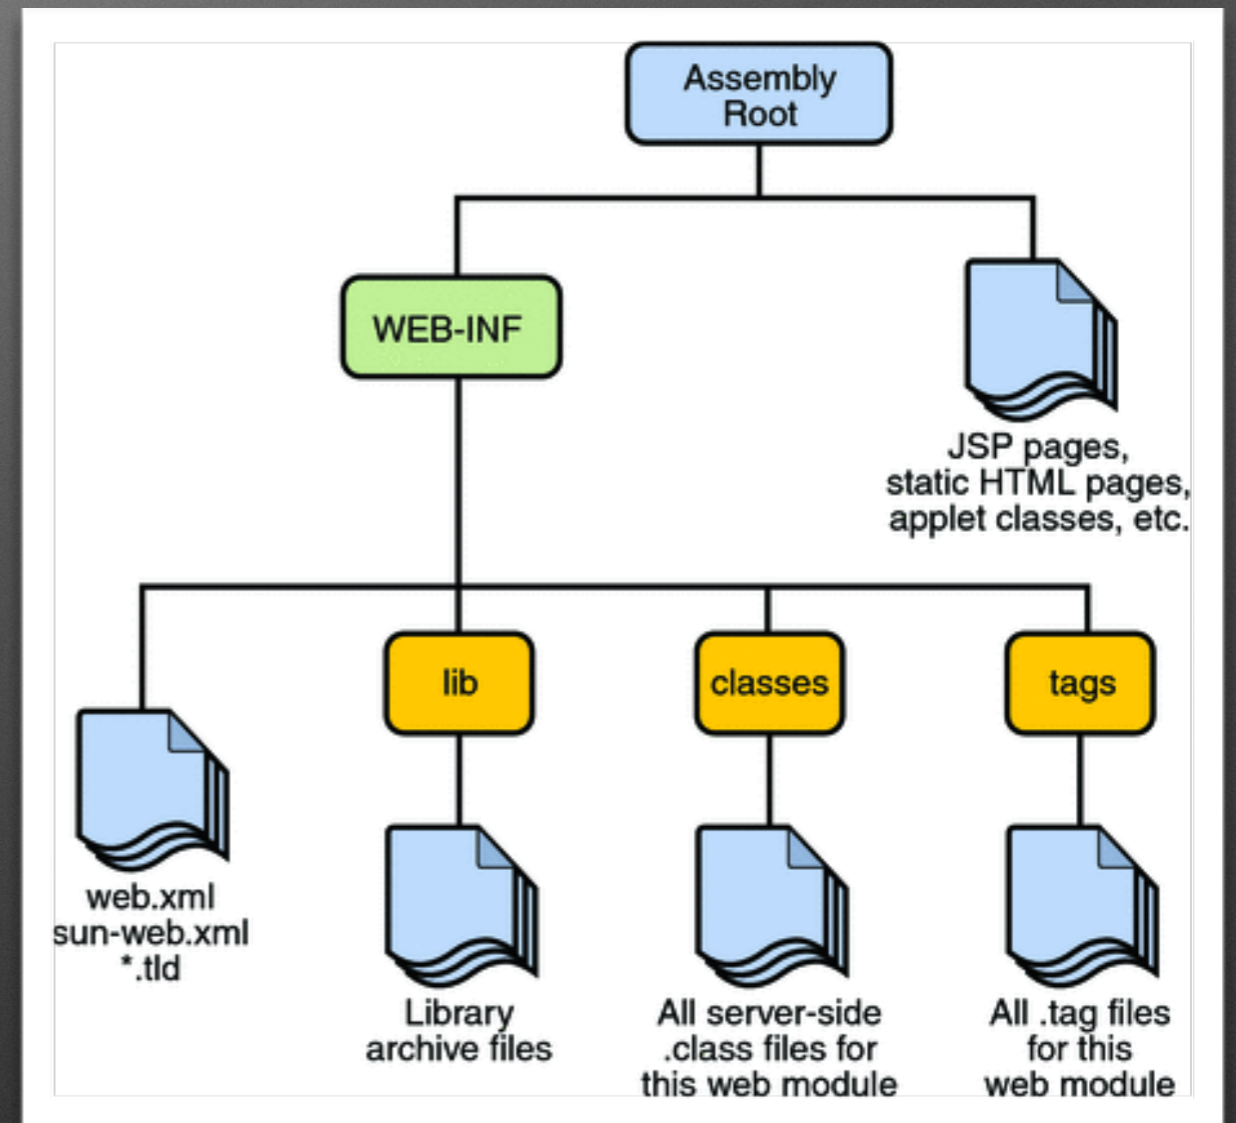 Assembly
Root
WEB-INF
JSP pages,
static HTML pages,
applet classes, etc.
lib
classes
tags
web.xml
sun-web.xml
*.tld
Library
archive files
All server-side
.class files for
this web module
All .tag files
for this
web module